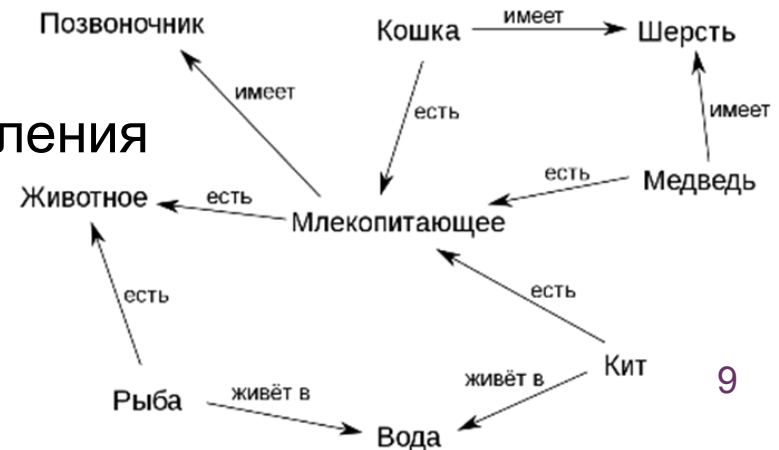 Позвоночник
Кошка
имеет
Шерсть
имеет
есть
имеет
ления
Животное
есть
Млекопитающее
есть
Медведь
есть
есть
Рыба
живёт в
Вода
живёт в
Кит
9